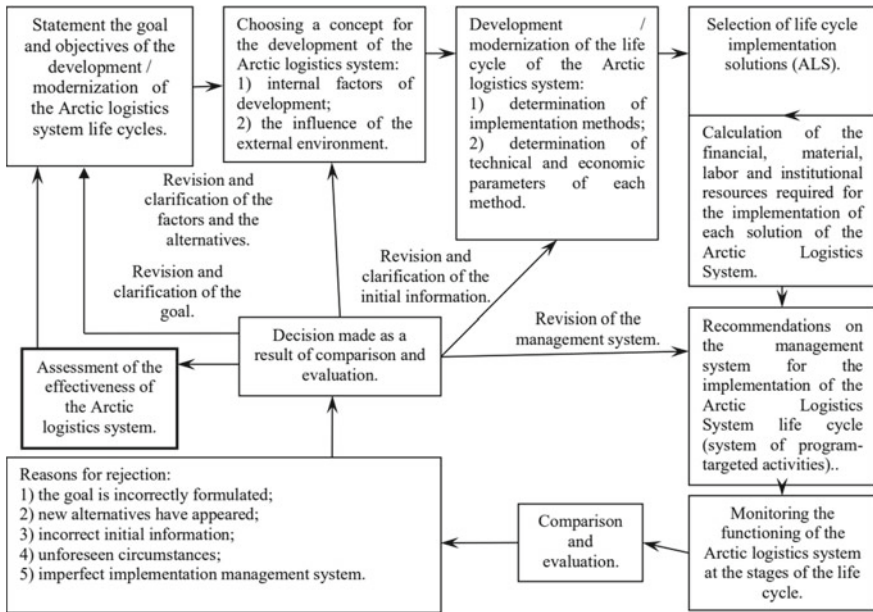 Statement the goal
and objectives of the
development /
modernization of
the Arctic logistics
system life cycles.
Choosing a concept for
the development of the
Arctic logistics system:
1) internal factors of
development;
2) the influence of the
external environment.
Development /
modernization of the life
cycle of the Arctic
logistics system:
1) determination of
implementation methods;
2) determination of
technical and economic
parameters of each
method.
Selection of life cycle
implementation
solutions (ALS).
Calculation of the
financial, material,
labor and institutional
resources required for
the implementation of
each solution of the
Arctic Logistics
System.
Revision and
clarification of the
factors and the
alternatives.
Revision and
clarification of the
goal.
Revision and
clarification of the
initial information.
Decision made as a
result of comparison and
evaluation.
Revision of the
management system.
Recommendations on
the management
system for the
implementation of the
Arctic Logistics
System life cycle
(system of program-
targeted activities)..
Assessment of the
effectiveness of
the Arctic
logistics system.
Reasons for rejection:
1) the goal is incorrectly formulated;
2) new alternatives have appeared;
3) incorrect initial information;
4) unforeseen circumstances;
5) imperfect implementation management system.
Comparison
and
evaluation.
Monitoring the
functioning of the
Arctic logistics system
at the stages of the life
cycle.